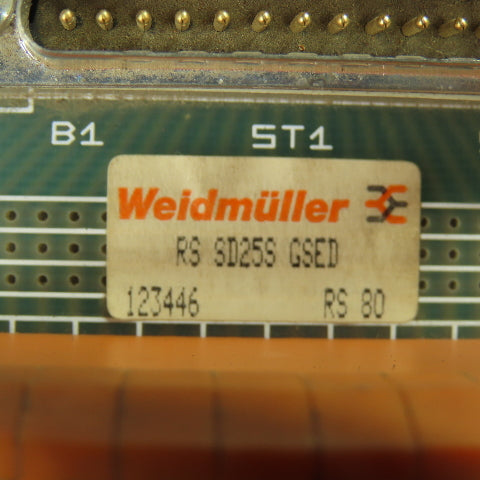 B1 ST1
Weidmüller
RS SD25S GSED
123446 RS 80